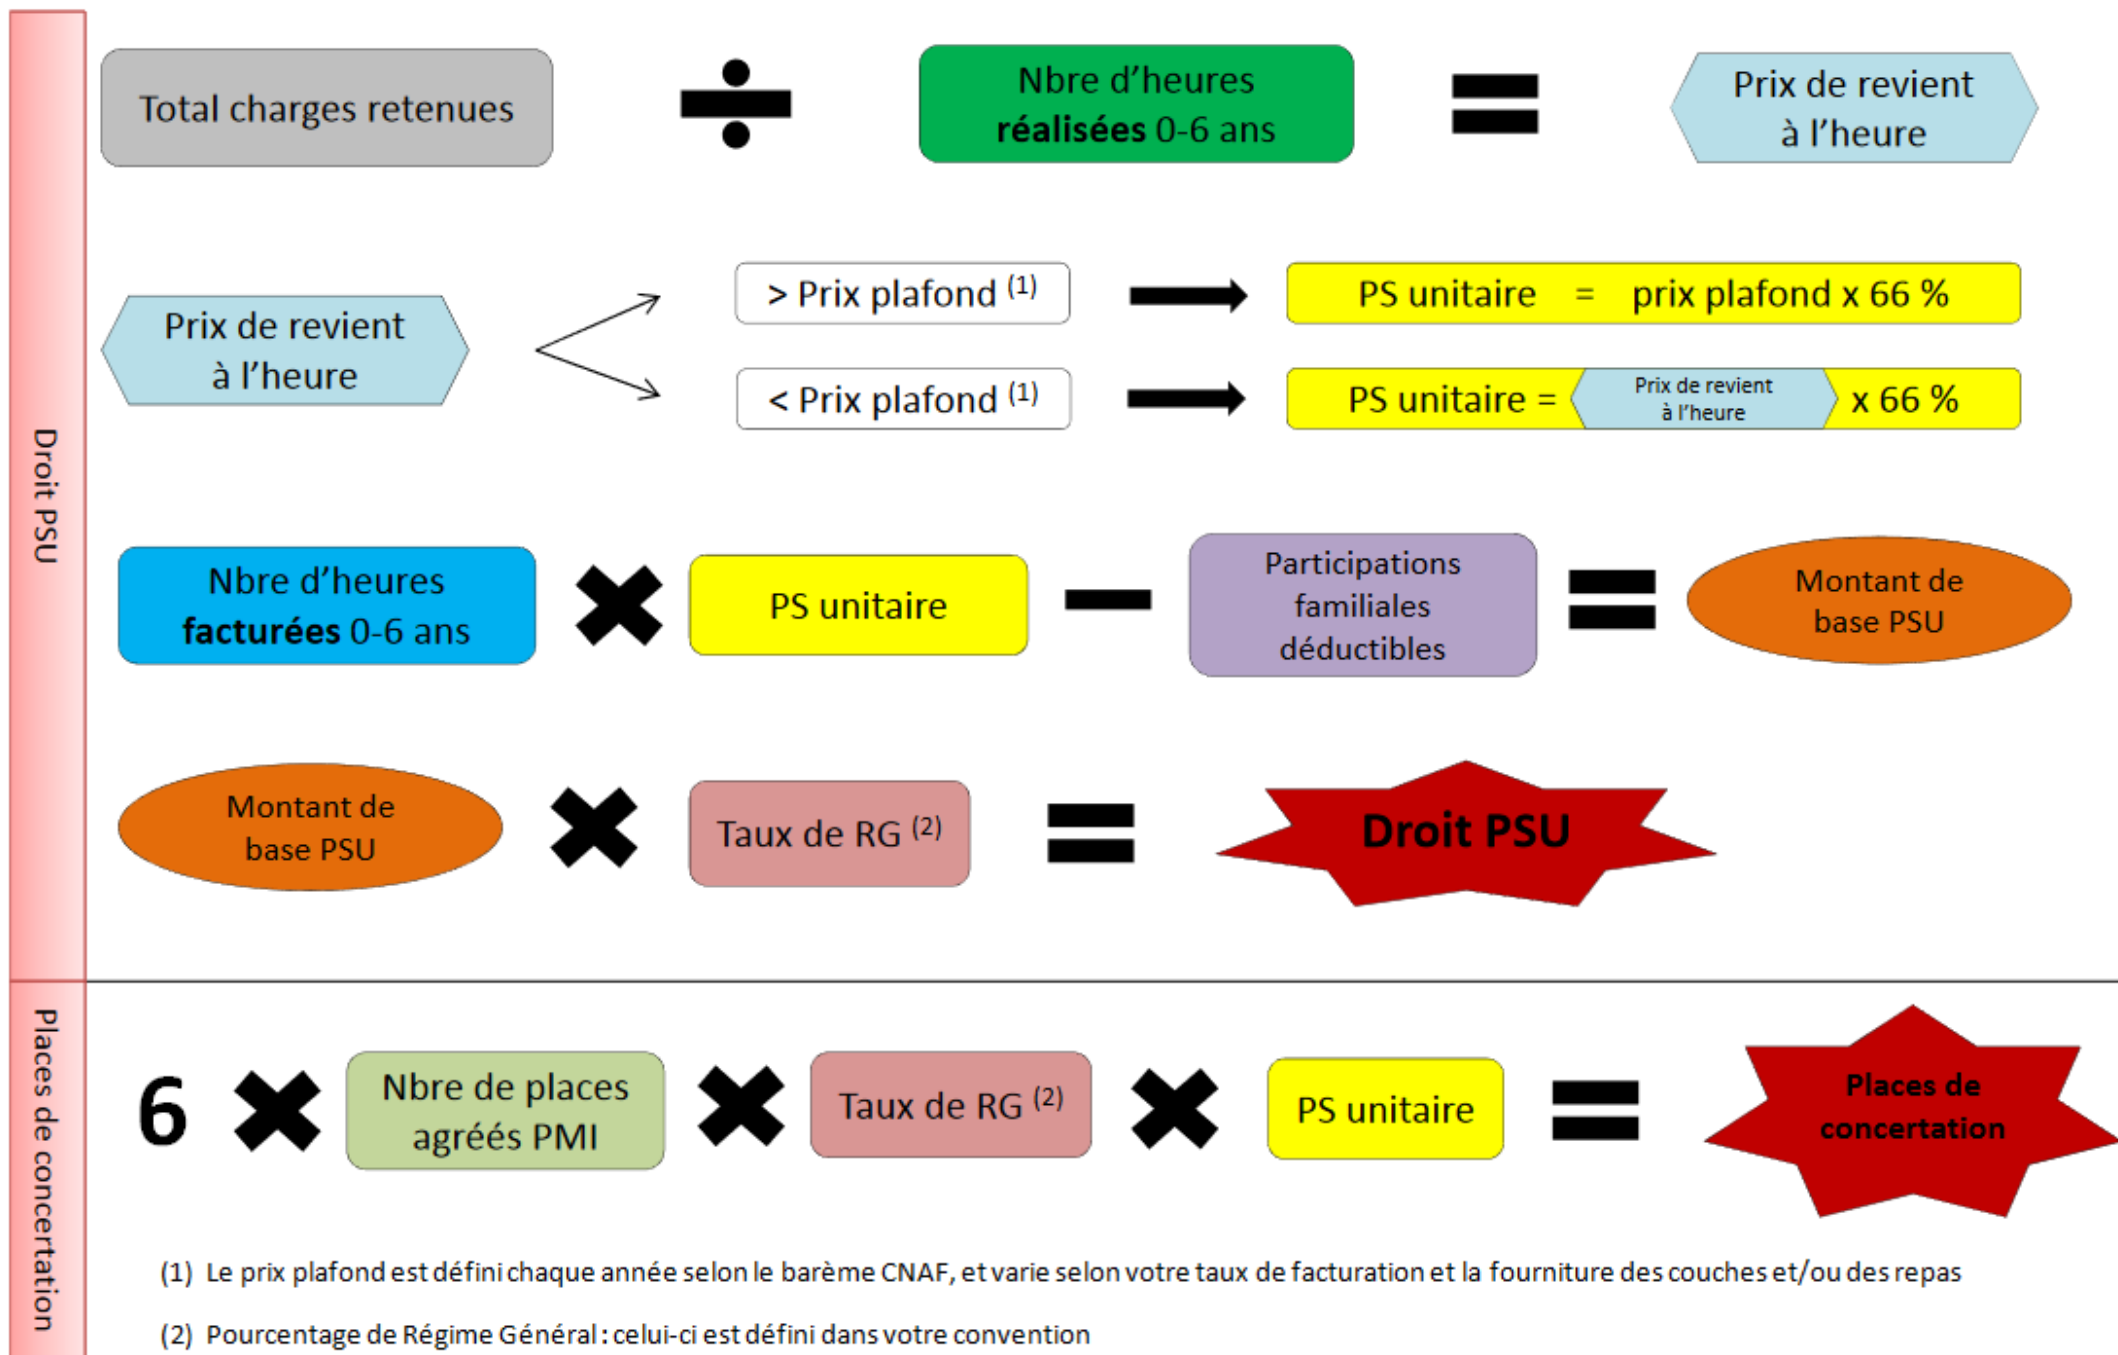 Droit PSU
Total charges retenues
÷
Nbre d'heures
réalisées 0-6 ans
=
Prix de revient
à l'heure
Prix de revient
à l'heure
> Prix plafond (1)
PS unitaire = prix plafond x 66 %
< Prix plafond (1)
PS unitaire =
Prix de revient
à l'heure
x 66 %
Nbre d'heures
facturées 0-6 ans
×
PS unitaire
−
Participations
familiales
déductibles
=
Montant de
base PSU
Montant de
base PSU
×
Taux de RG (2)
=
Droit PSU
Places de concertation
6
×
Nbre de places
agréés PMI
×
Taux de RG (2)
×
PS unitaire
=
Places de
concertation
(1) Le prix plafond est défini chaque année selon le barème CNAF, et varie selon votre taux de facturation et la fourniture des couches et/ou des repas
(2) Pourcentage de Régime Général : celui-ci est défini dans votre convention